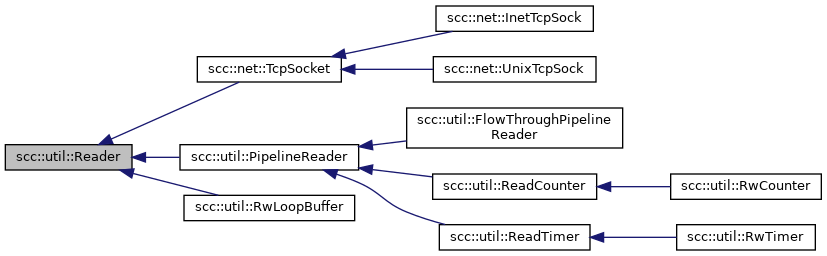 scc::net::InetTcpSock
scc::net::TcpSocket
scc::net::UnixTcpSock
scc::util::FlowThroughPipeline
Reader
scc::util::Reader
scc::util::PipelineReader
scc::util::ReadCounter
scc::util::RwCounter
scc::util::RwLoopBuffer
scc::util::ReadTimer
scc::util::RwTimer